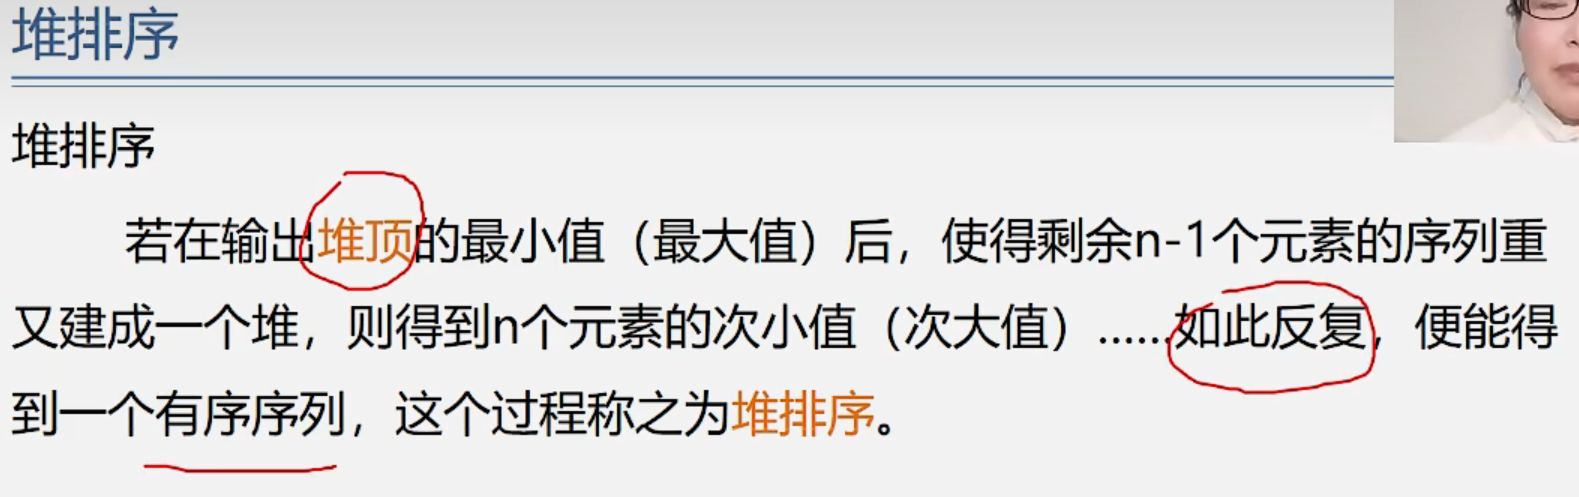 堆排序
堆排序
若在输出堆顶的最小值（最大值）后，使得剩余n-1个元素的序列重
又建成一个堆，则得到n个元素的次小值（次大值）......如此反复，便能得
到一个有序序列，这个过程称之为堆排序。